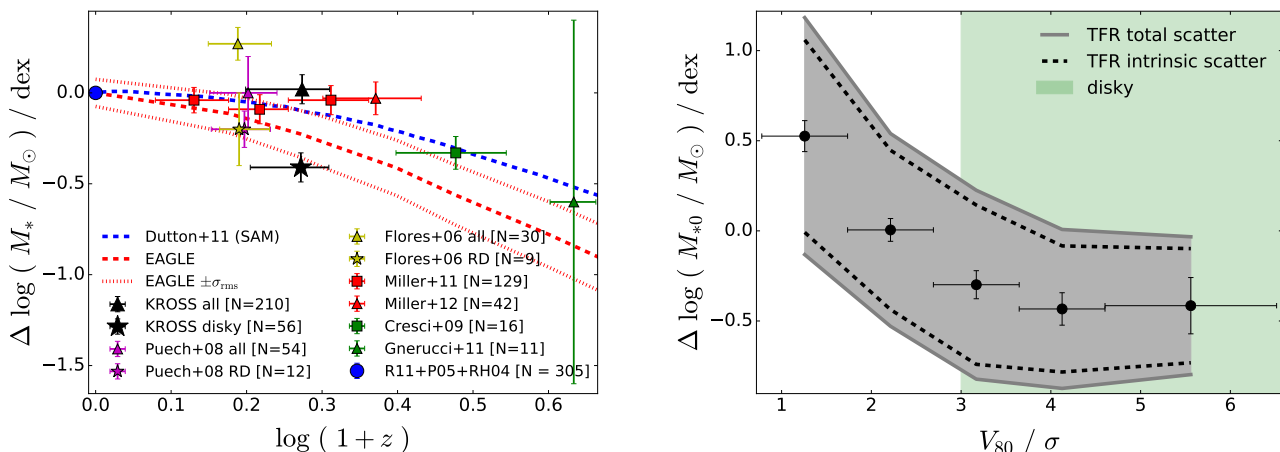 Δ log ( M* / M⊙ ) / dex
0.0
−0.5
−1.0
−1.5
Dutton+11 (SAM)
EAGLE
EAGLE ±σrms
KROSS all [N=210]
KROSS disky [N=56]
Puech+08 all [N=54]
Puech+08 RD [N=12]
Flores+06 all [N=30]
Flores+06 RD [N=9]
Miller+11 [N=129]
Miller+12 [N=42]
Cresci+09 [N=16]
Gnerucci+11 [N=11]
R11+P05+RH04 [N = 305]
0.0 0.1 0.2 0.3 0.4 0.5 0.6
log ( 1 + z )
Δ log ( M*0 / M⊙ ) / dex
1.0
0.5
0.0
−0.5
TFR total scatter
TFR intrinsic scatter
disky
1 2 3 4 5 6
V80 / σ